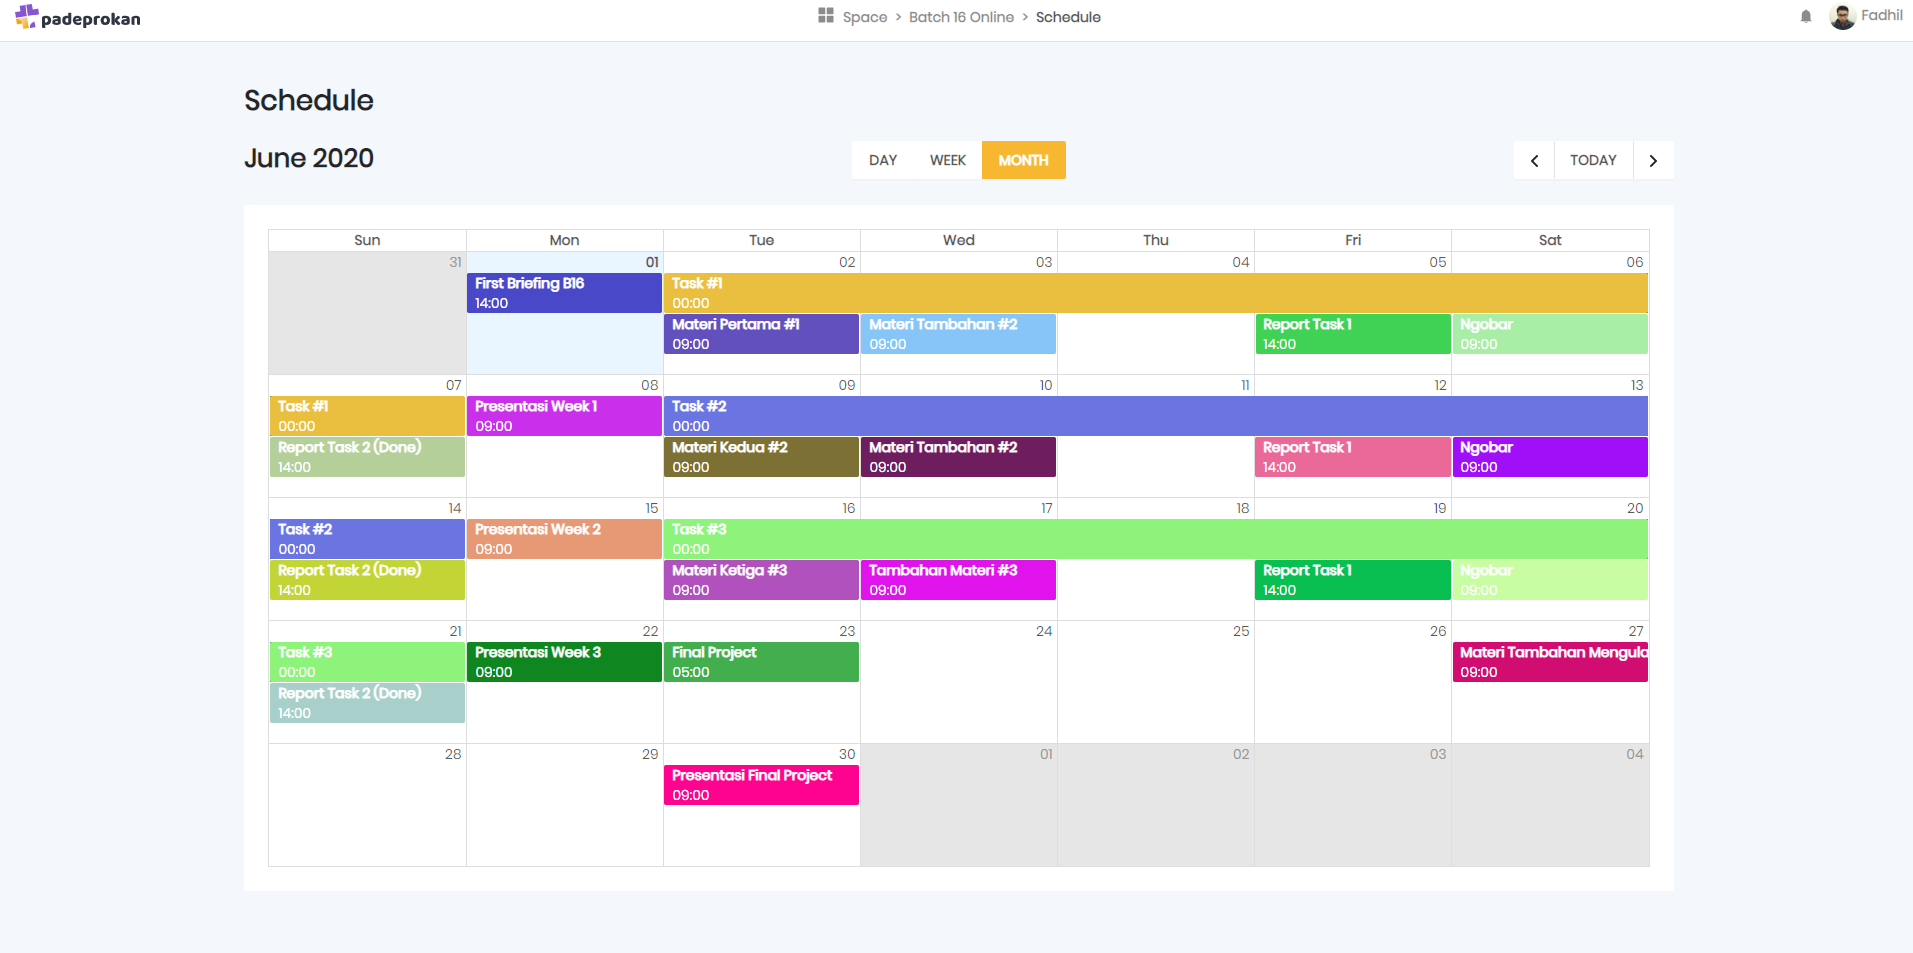 padeprokan
Space > Batch 16 Online > Schedule
Fadhil
Schedule
June 2020
DAY WEEK MONTH
TODAY
Sun Mon Tue Wed Thu Fri Sat
31 01 02 03 04 05 06
First Briefing B16
14:00
Task #1
00:00
Materi Pertama #1
09:00
Materi Tambahan #2
09:00
Report Task 1
14:00
Ngobar
09:00
07 08 09 10 11 12 13
Task #1
00:00
Presentasi Week 1
09:00
Task #2
00:00
Report Task 2 (Done)
14:00
Materi Kedua #2
09:00
Materi Tambahan #2
09:00
Report Task 1
14:00
Ngobar
09:00
14 15 16 17 18 19 20
Task #2
00:00
Presentasi Week 2
09:00
Task #3
00:00
Report Task 2 (Done)
14:00
Materi Ketiga #3
09:00
Tambahan Materi #3
09:00
Report Task 1
14:00
Ngobar
09:00
21 22 23 24 25 26 27
Task #3
00:00
Presentasi Week 3
09:00
Final Project
05:00
Materi Tambahan Mengula
09:00
Report Task 2 (Done)
14:00
28 29 30 01 02 03 04
Presentasi Final Project
09:00